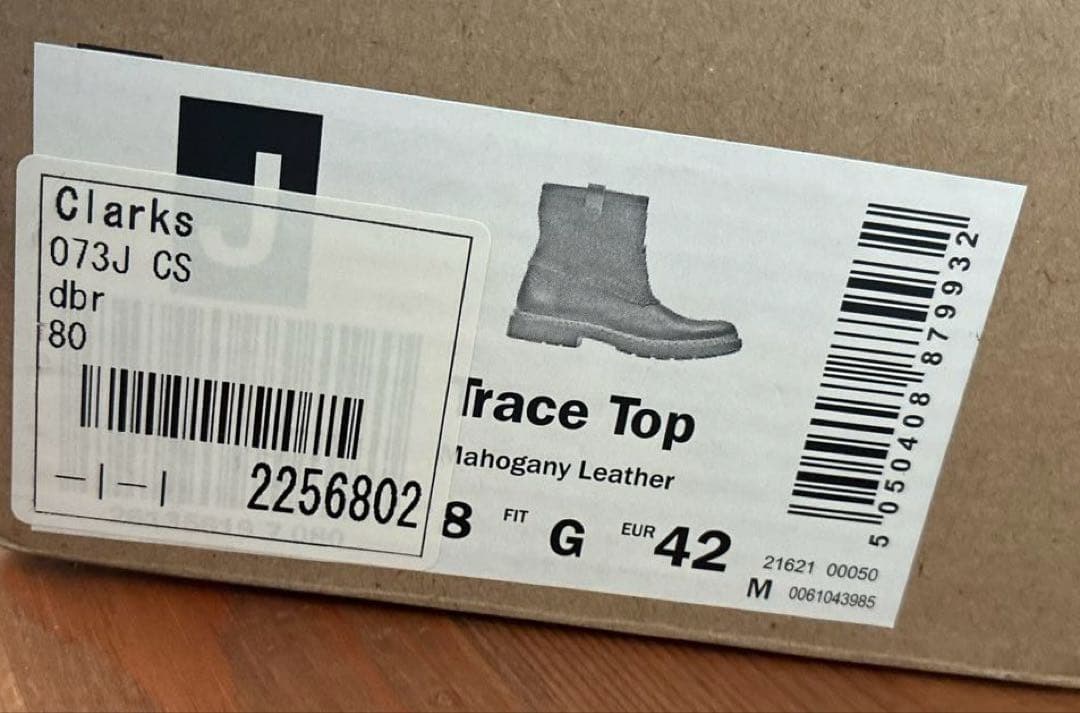 J
Clarks
073J CS
dbr
80
2256802
Trace Top
Mahogany Leather
8 FIT G EUR 42
21621 00050
M 0061043985
5 050408 879932